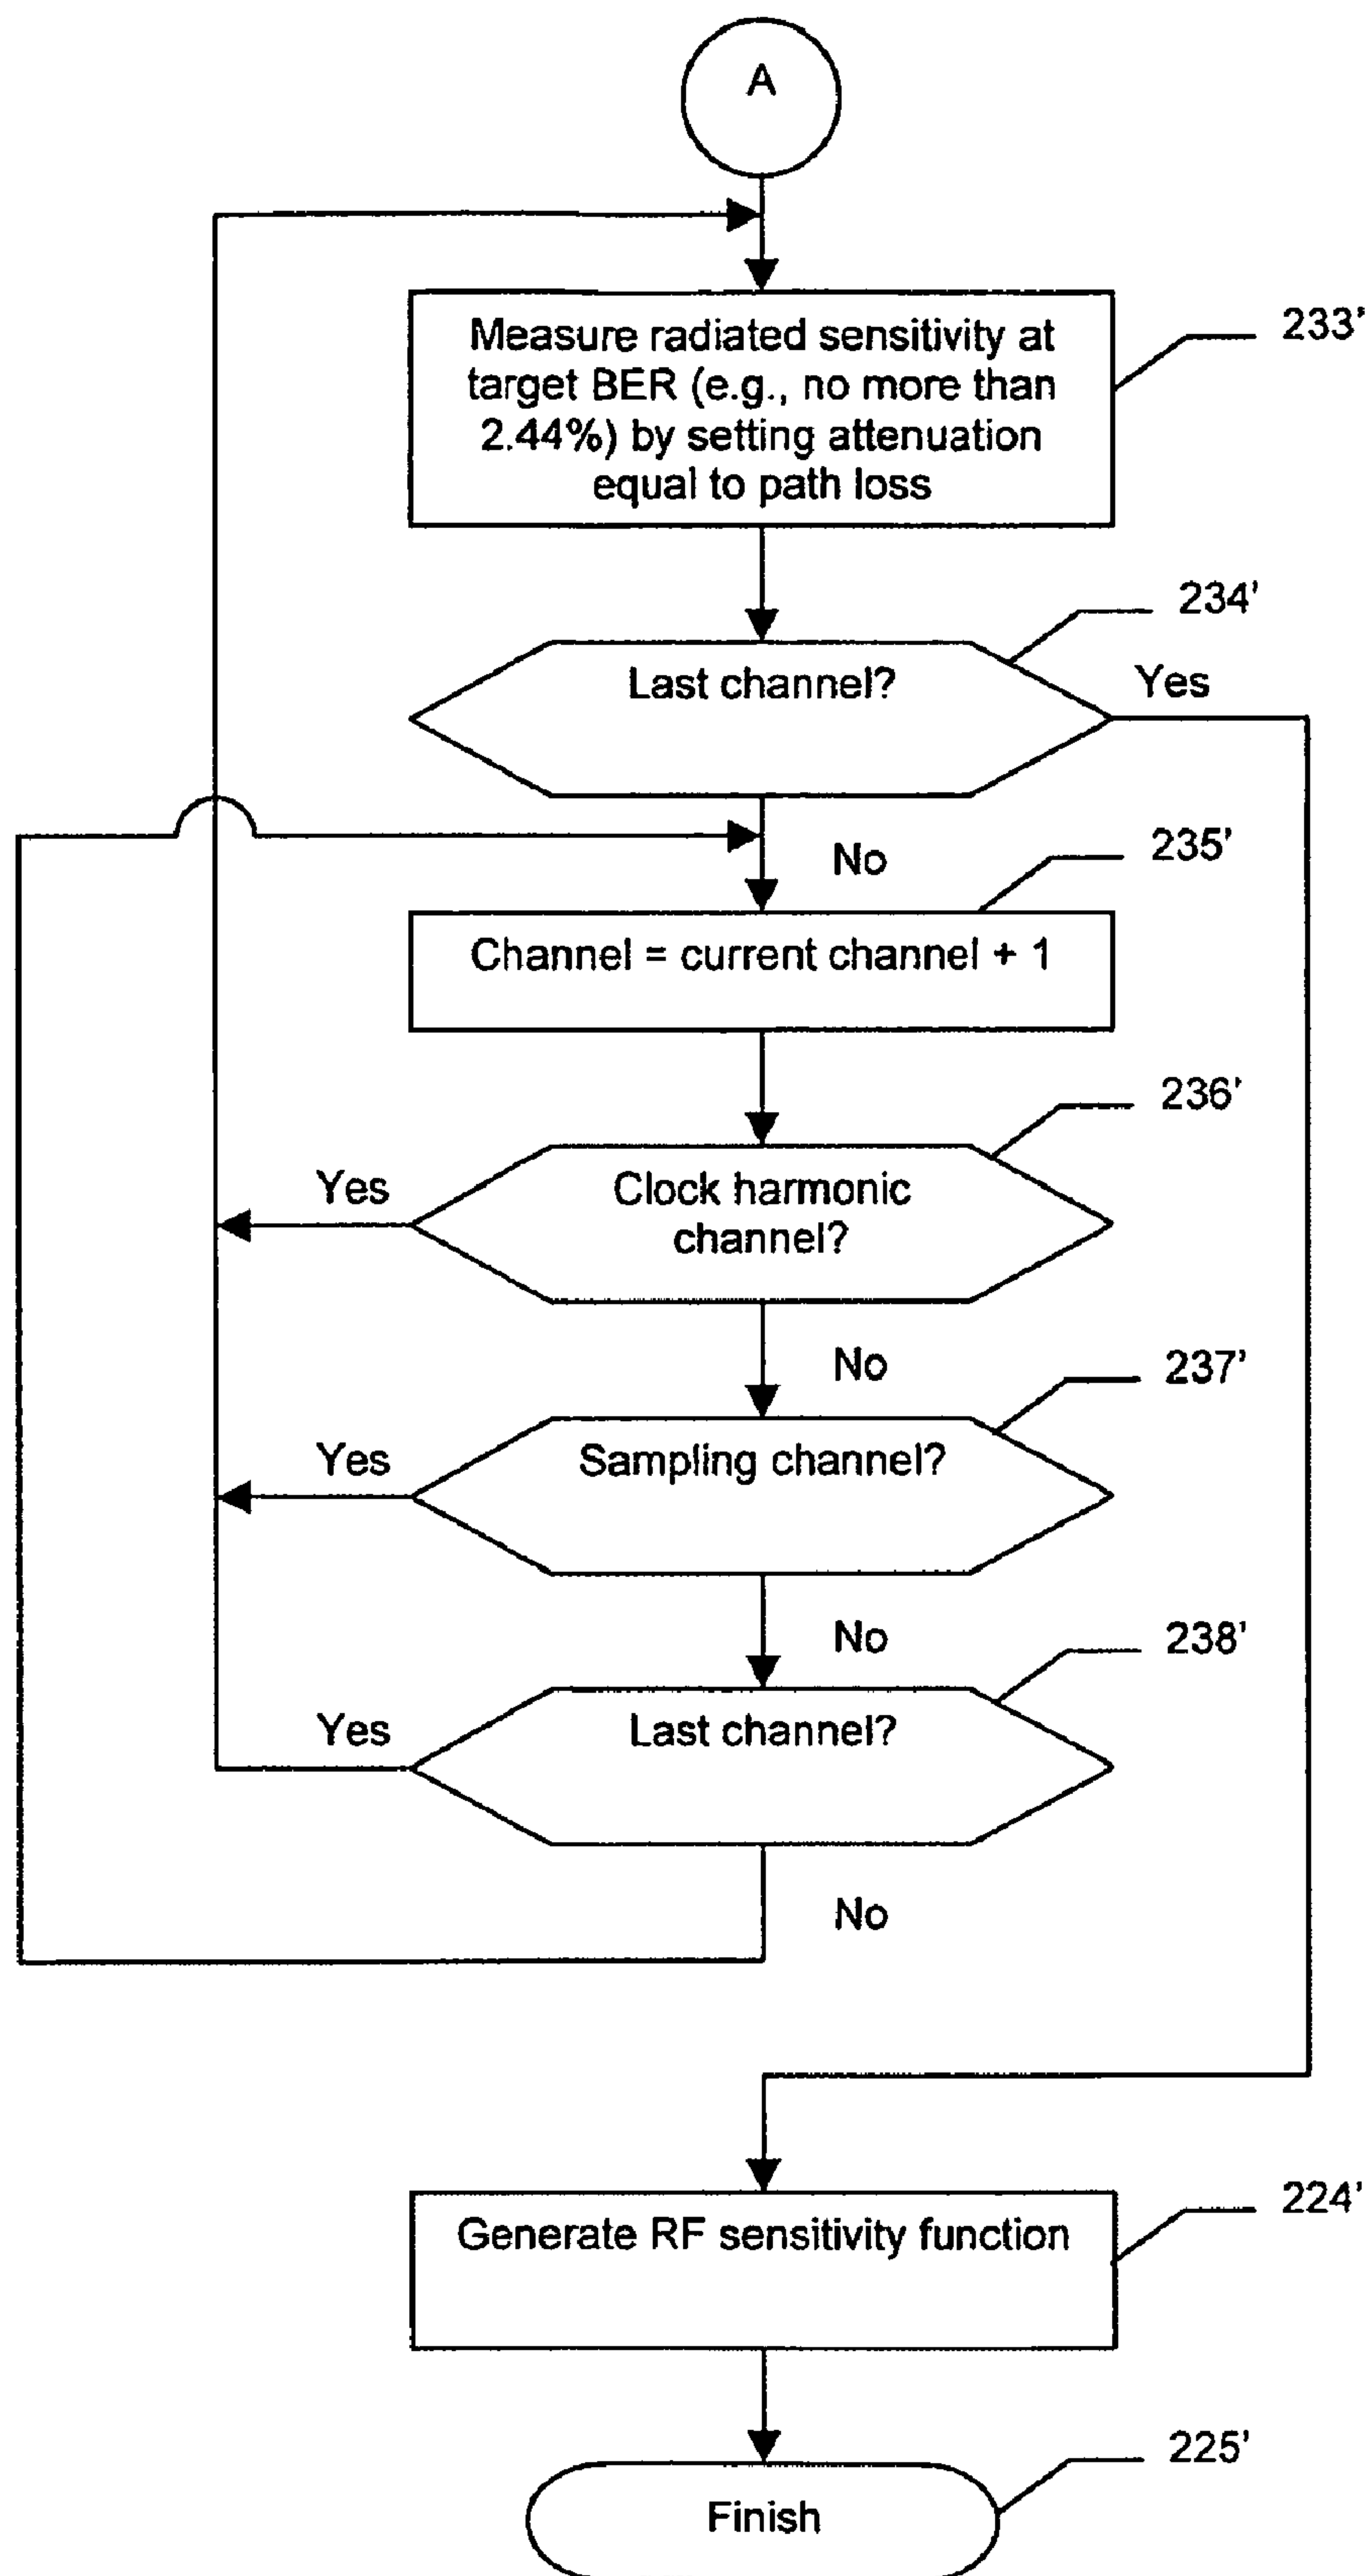 A
Measure radiated sensitivity at
target BER (e.g., no more than
2.44%) by setting attenuation
equal to path loss
233'
234'
Last channel?
Yes
No
235'
Channel = current channel + 1
236'
Yes
Clock harmonic
channel?
No
237'
Yes
Sampling channel?
No
238'
Yes
Last channel?
No
Generate RF sensitivity function
224'
225'
Finish